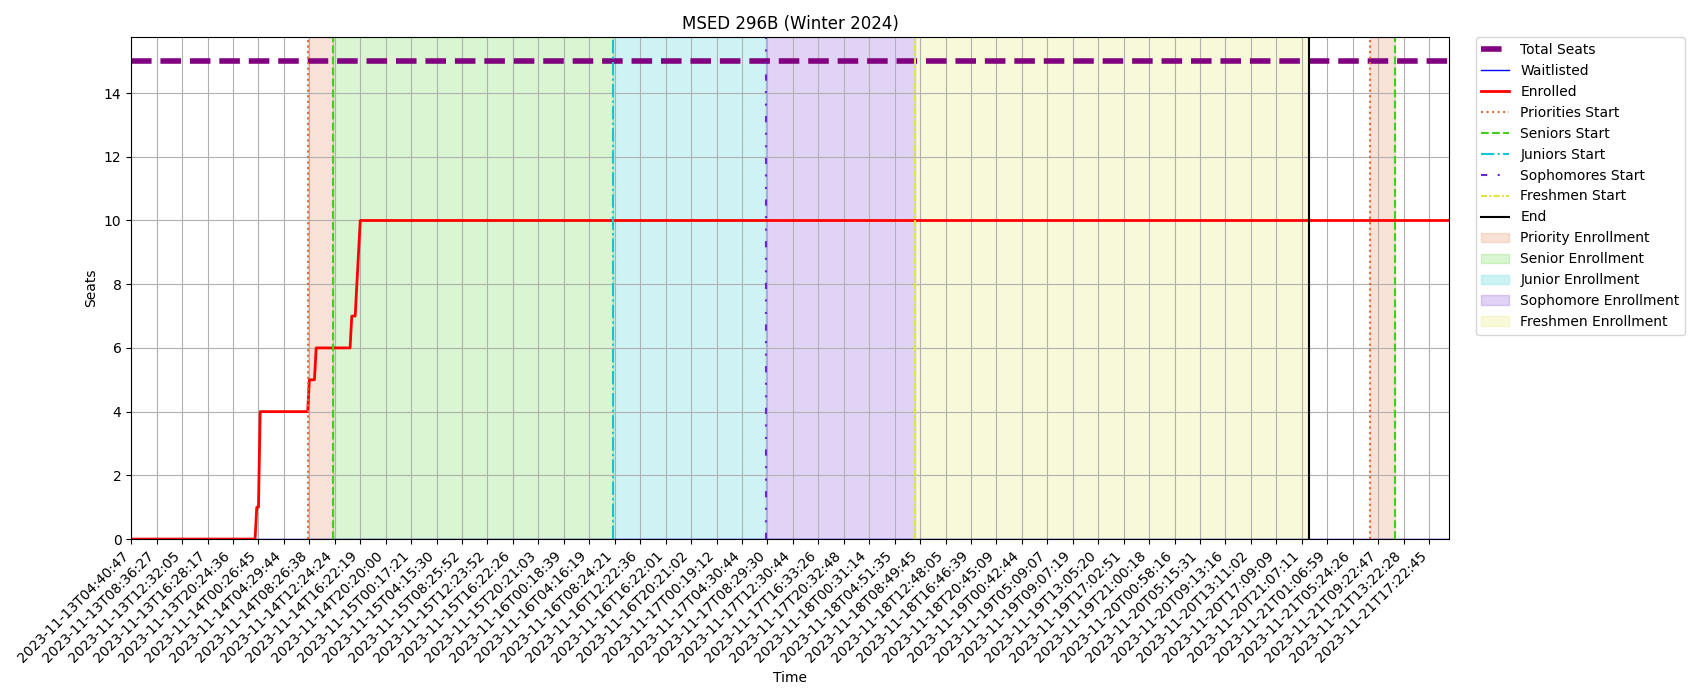 MSED 296B (Winter 2024)
Total Seats
Waitlisted
Enrolled
Priorities Start
Seniors Start
Juniors Start
Sophomores Start
Freshmen Start
End
Priority Enrollment
Senior Enrollment
Junior Enrollment
Sophomore Enrollment
Freshmen Enrollment
Seats
14
12
10
8
6
4
2
0
2023-11-13T04:40:47
2023-11-13T08:36:27
2023-11-13T12:32:05
2023-11-13T16:28:17
2023-11-13T20:24:36
2023-11-14T00:26:45
2023-11-14T04:29:44
2023-11-14T08:26:38
2023-11-14T12:24:24
2023-11-14T16:22:19
2023-11-14T20:20:00
2023-11-15T00:17:21
2023-11-15T04:15:30
2023-11-15T08:25:52
2023-11-15T12:23:52
2023-11-15T16:22:26
2023-11-15T20:21:03
2023-11-16T00:18:39
2023-11-16T04:16:19
2023-11-16T08:24:21
2023-11-16T12:22:36
2023-11-16T16:22:01
2023-11-16T20:21:02
2023-11-17T00:19:12
2023-11-17T04:30:44
2023-11-17T08:29:30
2023-11-17T12:30:44
2023-11-17T16:33:26
2023-11-17T20:32:48
2023-11-18T00:31:14
2023-11-18T04:51:35
2023-11-18T08:49:45
2023-11-18T12:48:05
2023-11-18T16:46:39
2023-11-18T20:45:09
2023-11-19T00:42:44
2023-11-19T05:09:07
2023-11-19T09:07:19
2023-11-19T13:05:20
2023-11-19T17:02:51
2023-11-19T21:00:18
2023-11-20T00:58:16
2023-11-20T05:15:31
2023-11-20T09:13:16
2023-11-20T13:11:02
2023-11-20T17:09:09
2023-11-20T21:07:11
2023-11-21T01:06:59
2023-11-21T05:24:26
2023-11-21T09:22:47
2023-11-21T13:22:28
2023-11-21T17:22:45
Time